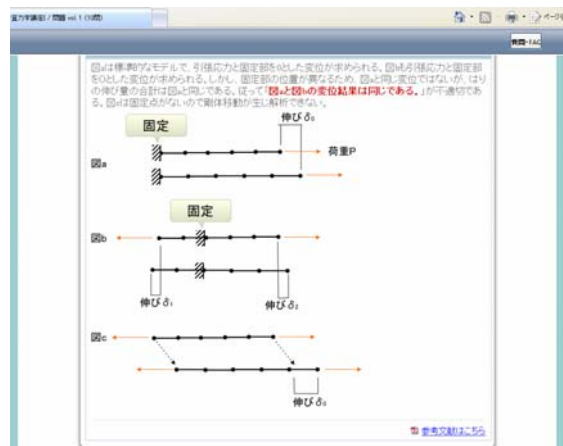 質問・FAQ
図aは標準的なモデルで、引張応力と固定部を0とした変位が求められる。図bも引張応力と固定部
を0とした変位が求められる。しかし、固定部の位置が異なるため、図aと同じ変位ではないが、はり
の伸び量の合計は図aと同じである。従って「図aと図bの変位結果は同じである。」が不適切であ
る。図cは固定点がないので剛体移動が生じ解析できない。
固定
伸びδ₀
荷重P
図a
固定
図b
伸びδ₁
伸びδ₂
図c
伸びδ₀
参考文献はこちら